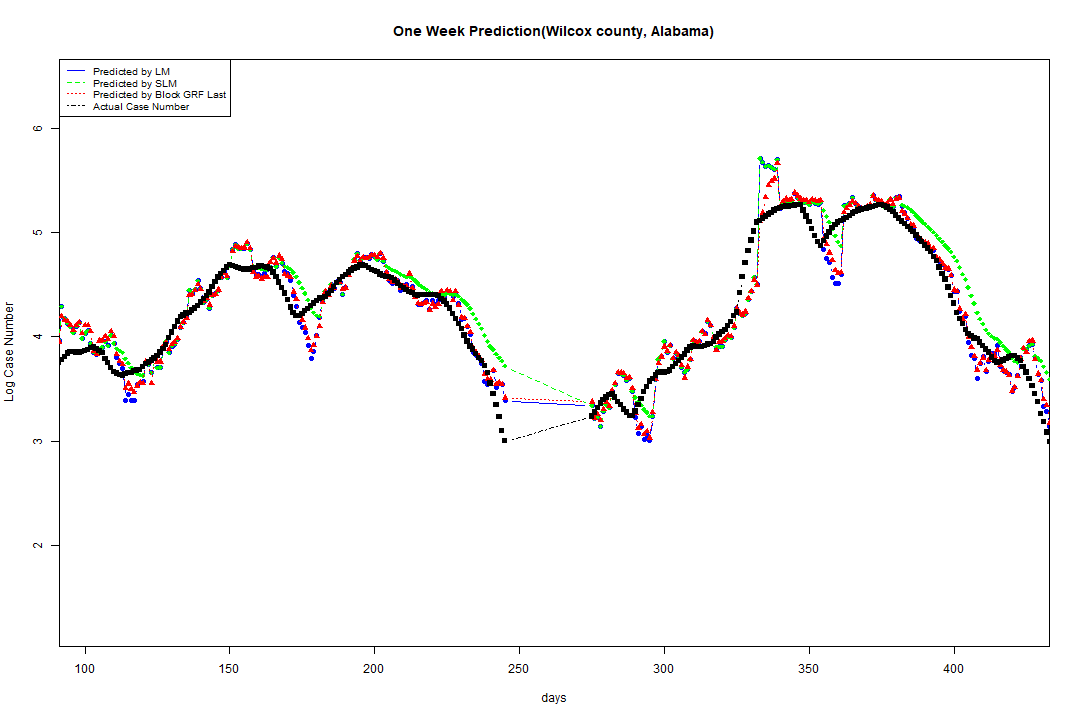 One Week Prediction(Wilcox county, Alabama)
Predicted by LM
Predicted by SLM
Predicted by Block GRF Last
Actual Case Number
Log Case Number
6
5
4
3
2
100 150 200 250 300 350 400
days